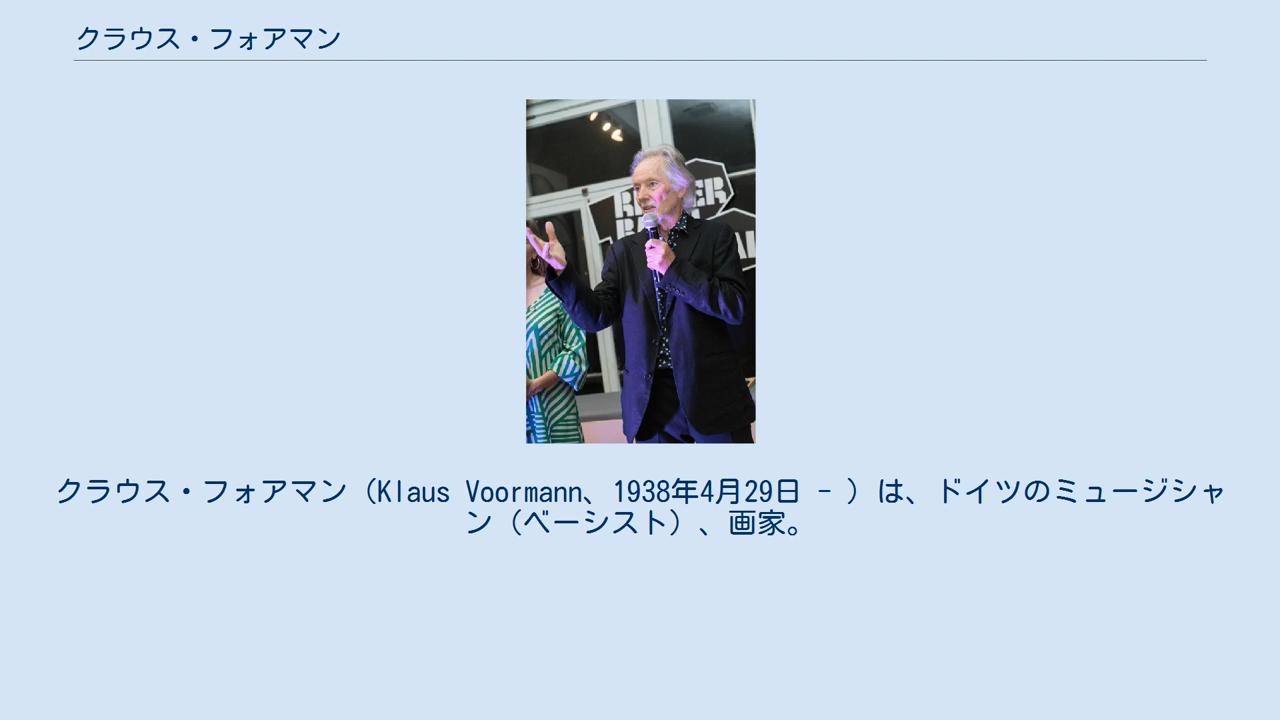 クラウス・フォアマン
クラウス・フォアマン（Klaus Voormann、1938年4月29日 - ）は、ドイツのミュージシャ
ン（ベーシスト）、画家。